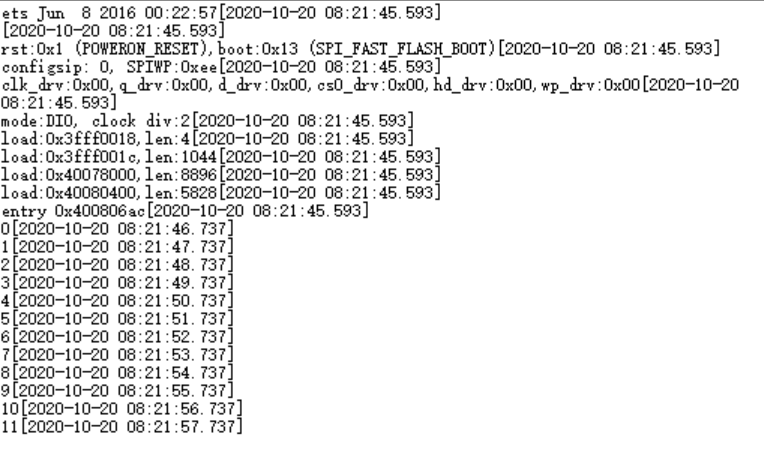 ets Jun  8 2016 00:22:57[2020-10-20 08:21:45.593]
[2020-10-20 08:21:45.593]
rst:0x1 (POWERON_RESET),boot:0x13 (SPI_FAST_FLASH_BOOT)[2020-10-20 08:21:45.593]
configsip: 0, SPIWP:0xee[2020-10-20 08:21:45.593]
clk_drv:0x00,q_drv:0x00,d_drv:0x00,cs0_drv:0x00,hd_drv:0x00,wp_drv:0x00[2020-10-20
08:21:45.593]
mode:DIO, clock div:2[2020-10-20 08:21:45.593]
load:0x3fff0018,len:4[2020-10-20 08:21:45.593]
load:0x3fff001c,len:1044[2020-10-20 08:21:45.593]
load:0x40078000,len:8896[2020-10-20 08:21:45.593]
load:0x40080400,len:5828[2020-10-20 08:21:45.593]
entry 0x400806ac[2020-10-20 08:21:45.593]
0[2020-10-20 08:21:46.737]
1[2020-10-20 08:21:47.737]
2[2020-10-20 08:21:48.737]
3[2020-10-20 08:21:49.737]
4[2020-10-20 08:21:50.737]
5[2020-10-20 08:21:51.737]
6[2020-10-20 08:21:52.737]
7[2020-10-20 08:21:53.737]
8[2020-10-20 08:21:54.737]
9[2020-10-20 08:21:55.737]
10[2020-10-20 08:21:56.737]
11[2020-10-20 08:21:57.737]